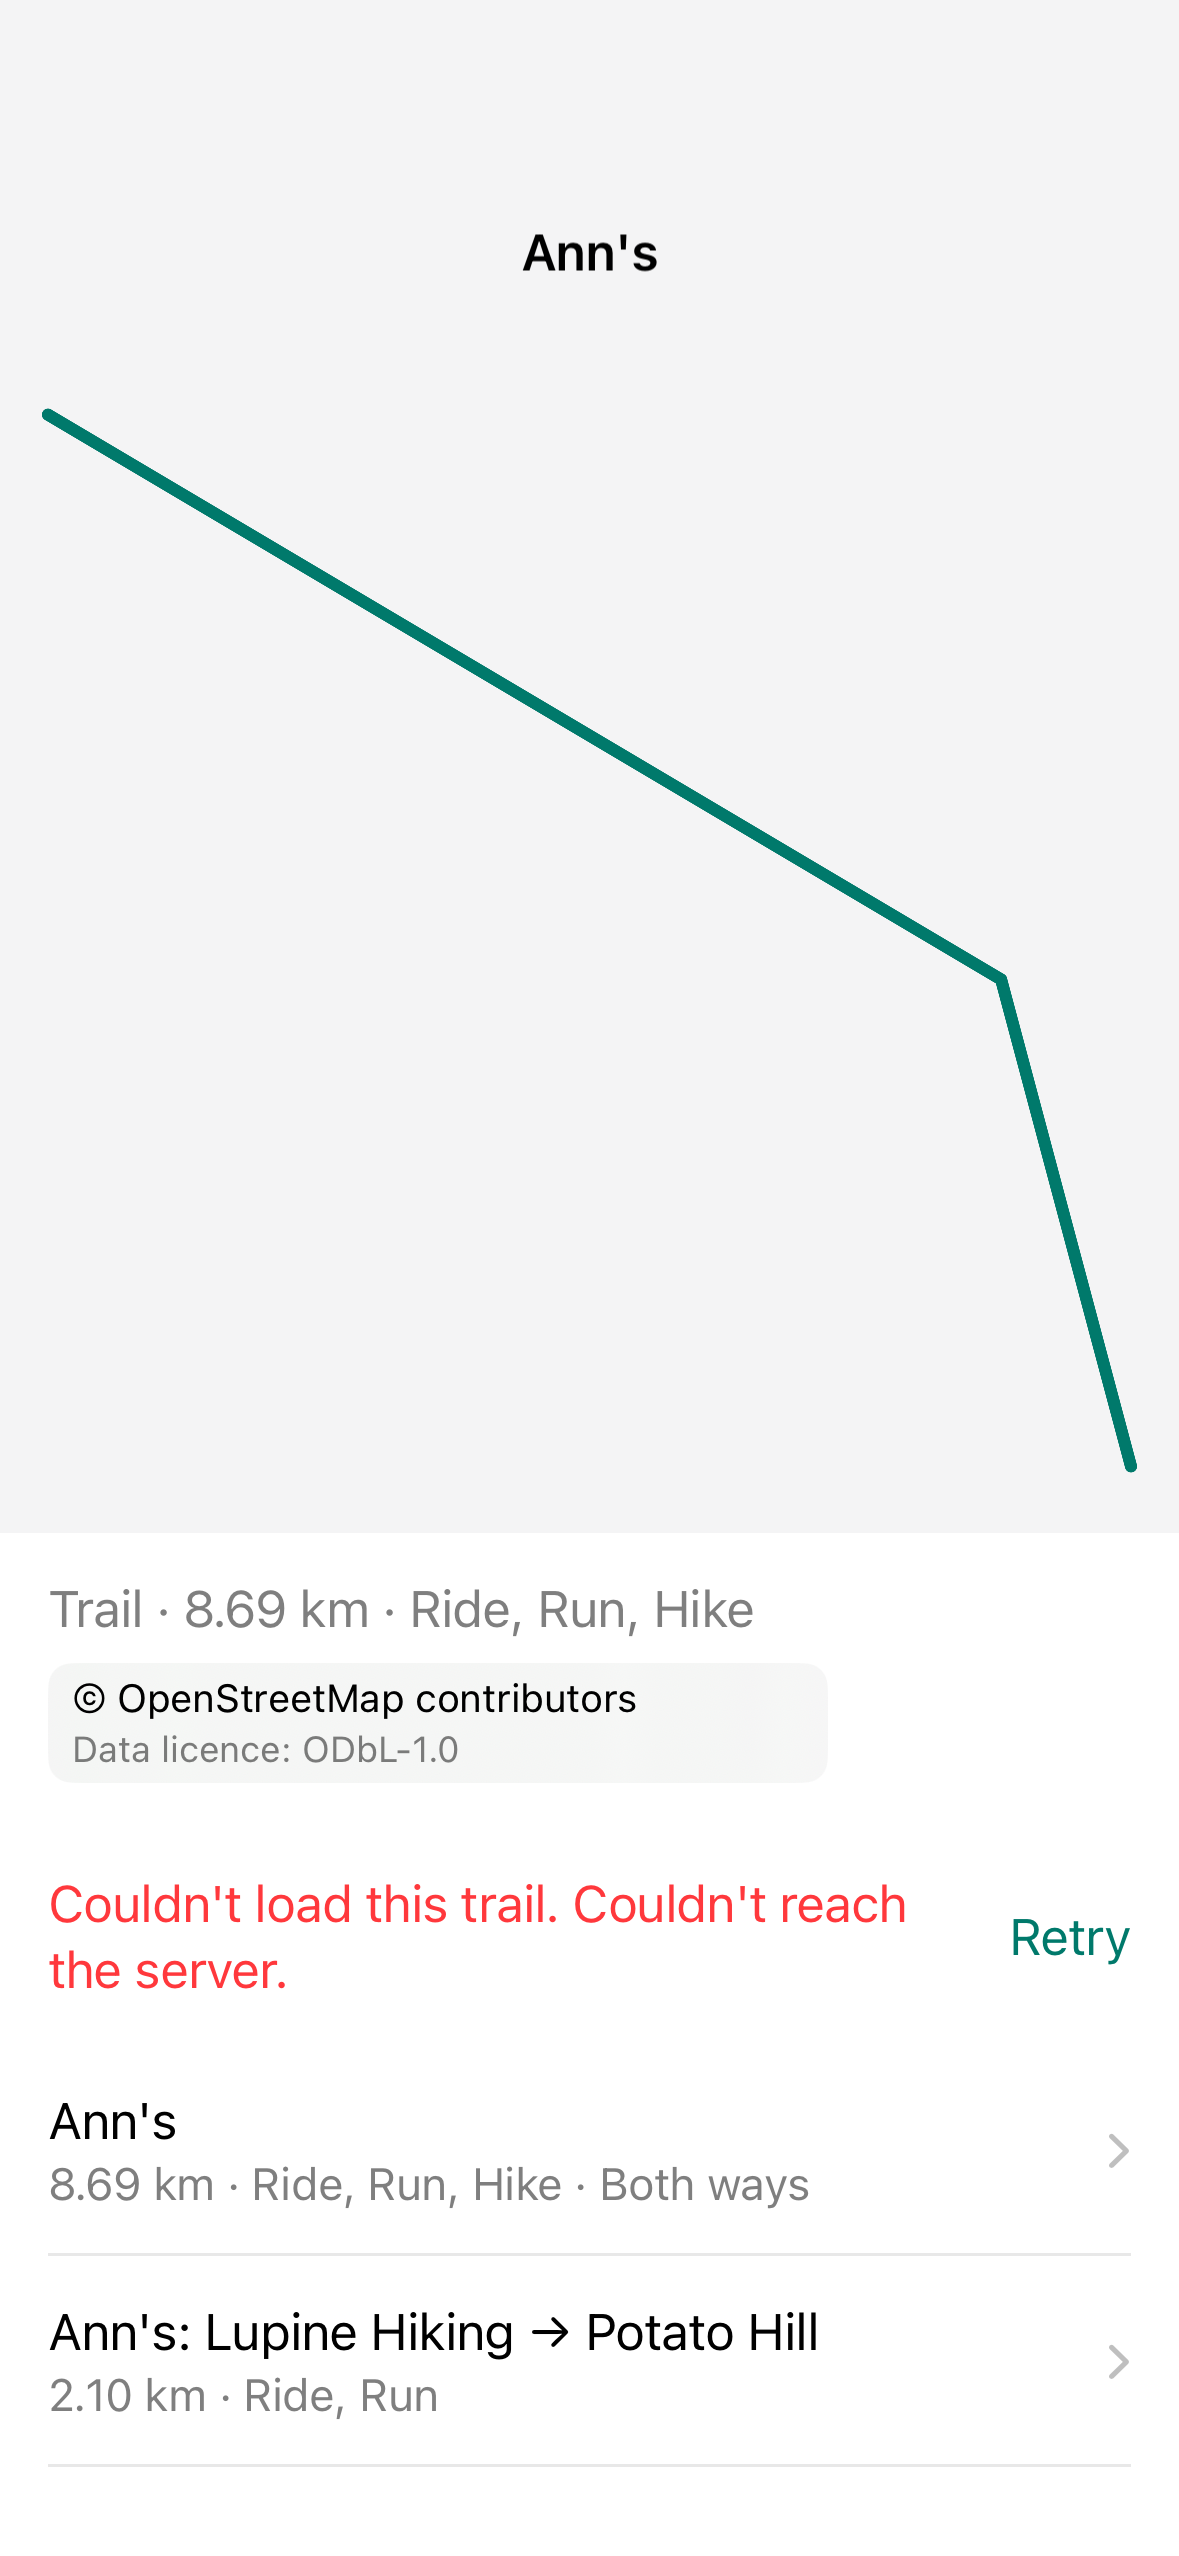 Ann's
Trail · 8.69 km · Ride, Run, Hike
© OpenStreetMap contributors
Data licence: ODbL-1.0
Couldn't load this trail. Couldn't reach
the server.
Retry
Ann's
8.69 km · Ride, Run, Hike · Both ways
Ann's: Lupine Hiking → Potato Hill
2.10 km · Ride, Run